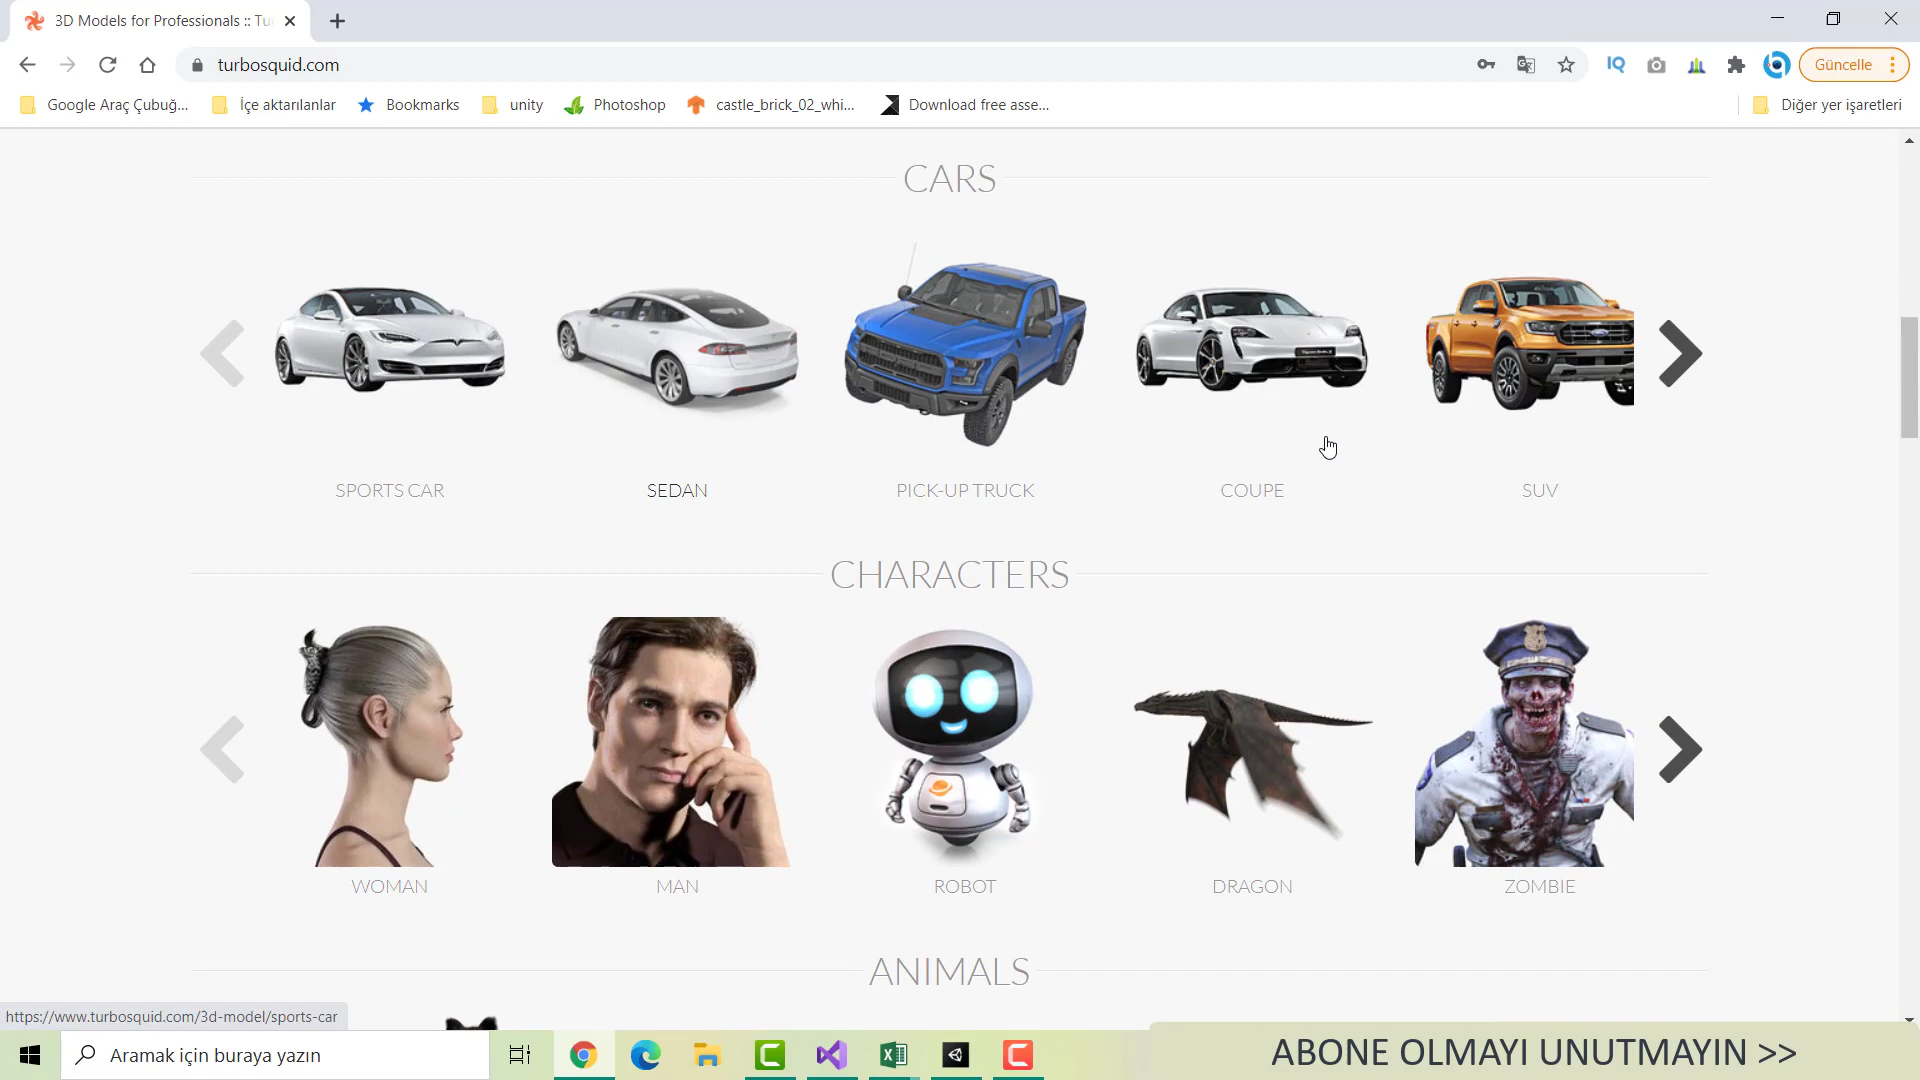 3D Models for Professionals :: Tu
turbosquid.com
IQ
Güncelle
Google Araç Çubuğ...
İçe aktarılanlar
Bookmarks
unity
Photoshop
castle_brick_02_whi...
Download free asse...
Diğer yer işaretleri
CARS
SPORTS CAR
SEDAN
PICK-UP TRUCK
COUPE
SUV
CHARACTERS
WOMAN
MAN
ROBOT
DRAGON
ZOMBIE
ANIMALS
https://www.turbosquid.com/3d-model/sports-car
Aramak için buraya yazın
ABONE OLMAYI UNUTMAYIN >>